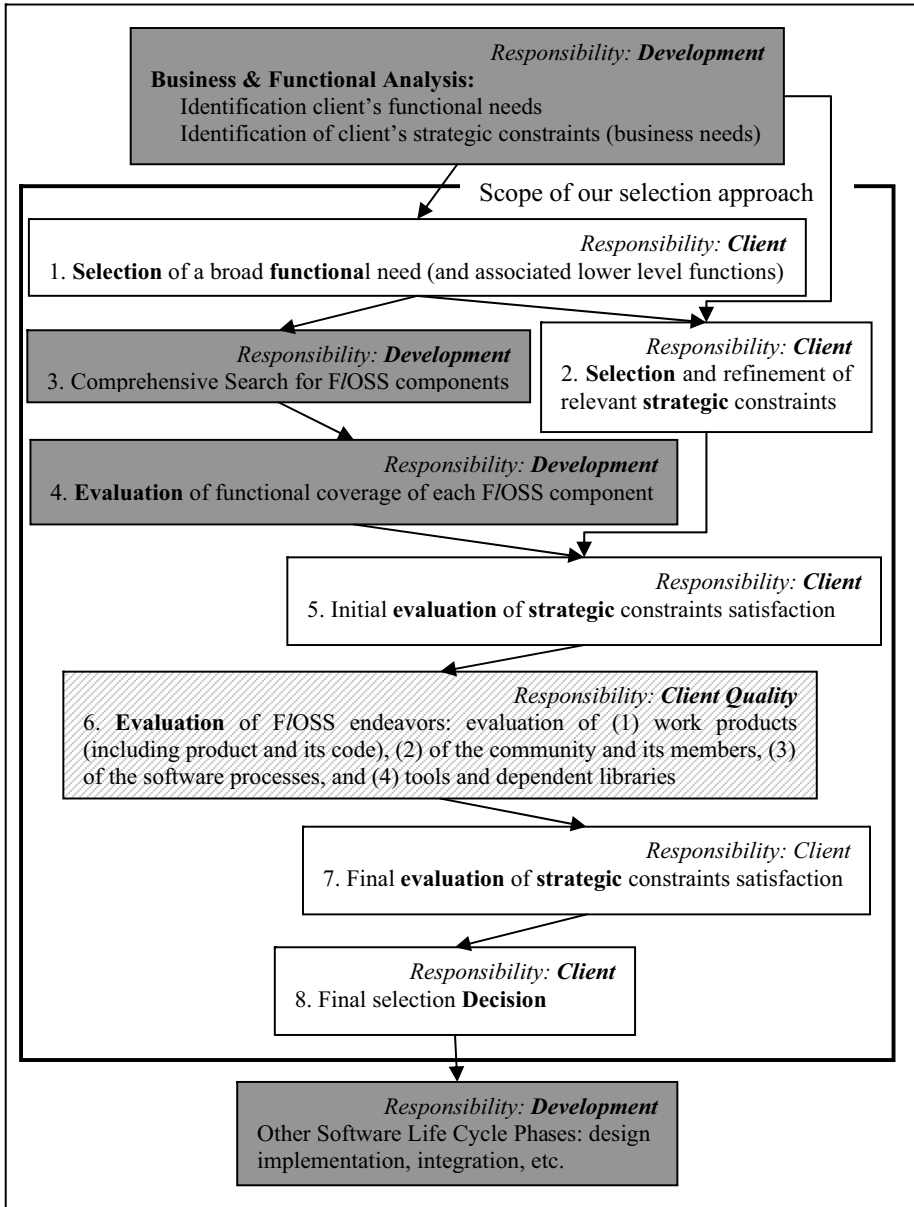 Responsibility: Development
Business & Functional Analysis:
Identification client's functional needs
Identification of client's strategic constraints (business needs)
Scope of our selection approach
Responsibility: Client
1. Selection of a broad functional need (and associated lower level functions)
Responsibility: Development
3. Comprehensive Search for F/OSS components
Responsibility: Client
2. Selection and refinement of
relevant strategic constraints
Responsibility: Development
4. Evaluation of functional coverage of each F/OSS component
Responsibility: Client
5. Initial evaluation of strategic constraints satisfaction
Responsibility: Client Quality
6. Evaluation of F/OSS endeavors: evaluation of (1) work products
(including product and its code), (2) of the community and its members, (3)
of the software processes, and (4) tools and dependent libraries
Responsibility: Client
7. Final evaluation of strategic constraints satisfaction
Responsibility: Client
8. Final selection Decision
Responsibility: Development
Other Software Life Cycle Phases: design
implementation, integration, etc.